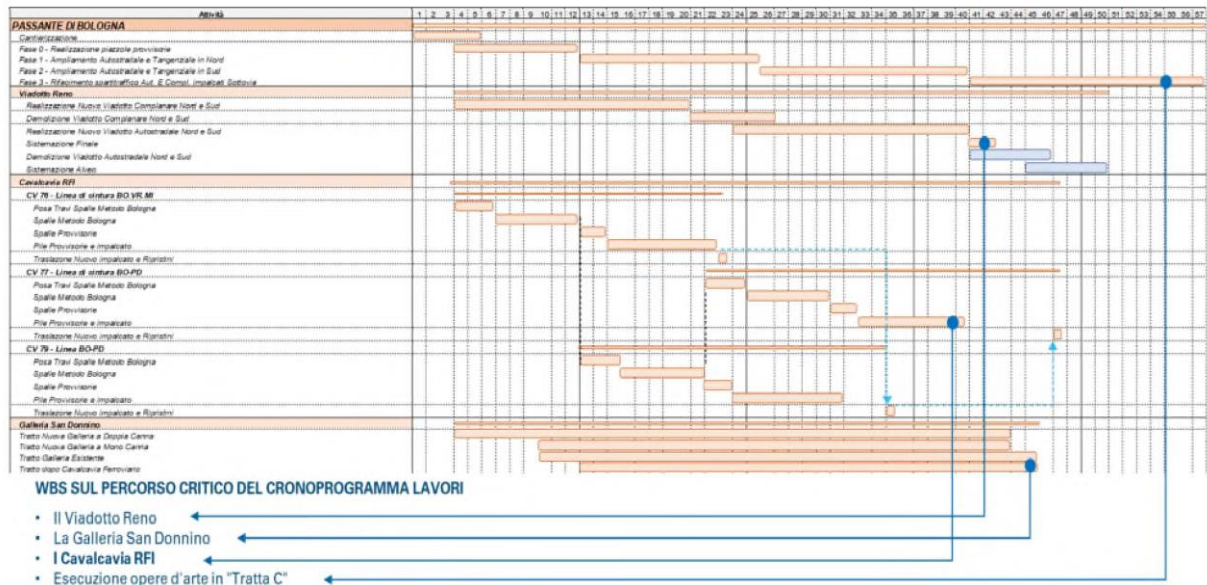 Attività 1 2 3 4 5 6 7 8 9 10 11 12 13 14 15 16 17 18 19 20 21 22 23 24 25 26 27 28 29 30 31 32 33 34 35 36 37 38 39 40 41 42 43 44 45 46 47 48 49 50 51 52 53 54 55 56 57
PASSANTE DI BOLOGNA
Cantierizzazione
Fase 0 - Realizzazione piazzole provvisorie
Fase 1 - Ampliamento Autostradale e Tangenziale in Nord
Fase 2 - Ampliamento Autostradale e Tangenziale in Sud
Fase 3 - Rifacimento spartitraffico Aut. E Compl. Impalcati Sottovia
Viadotto Reno
Realizzazione Nuovo Viadotto Complanare Nord e Sud
Demolizione Viadotto Complanare Nord e Sud
Realizzazione Nuovo Viadotto Autostradale Nord e Sud
Sistemazione Finale
Demolizione Viadotto Autostradale Nord e Sud
Sistemazione Alveo
Cavalcavia RFI
CV 76 - Linea di cintura BO.VR.MI
Posa Travi Spalle Metodo Bologna
Spalle Metodo Bologna
Spalle Provvisorie
Pile Provvisorie e Impalcato
Traslazione Nuovo Impalcato e Ripristini
CV 77 - Linea di cintura BO-PD
Posa Travi Spalle Metodo Bologna
Spalle Metodo Bologna
Spalle Provvisorie
Pile Provvisorie e Impalcato
Traslazione Nuovo Impalcato e Ripristini
CV 79 - Linea BO-PD
Posa Travi Spalle Metodo Bologna
Spalle Metodo Bologna
Spalle Provvisorie
Pile Provvisorie e Impalcato
Traslazione Nuovo Impalcato e Ripristini
Galleria San Donnino
Tratto Nuova Galleria a Doppia Canna
Tratto Nuova Galleria a Mono Canna
Tratto Galleria Esistente
Tratto dopo Cavalcavia Ferroviario
WBS SUL PERCORSO CRITICO DEL CRONOPROGRAMMA LAVORI
• Il Viadotto Reno
• La Galleria San Donnino
• I Cavalcavia RFI
• Esecuzione opere d'arte in "Tratta C"